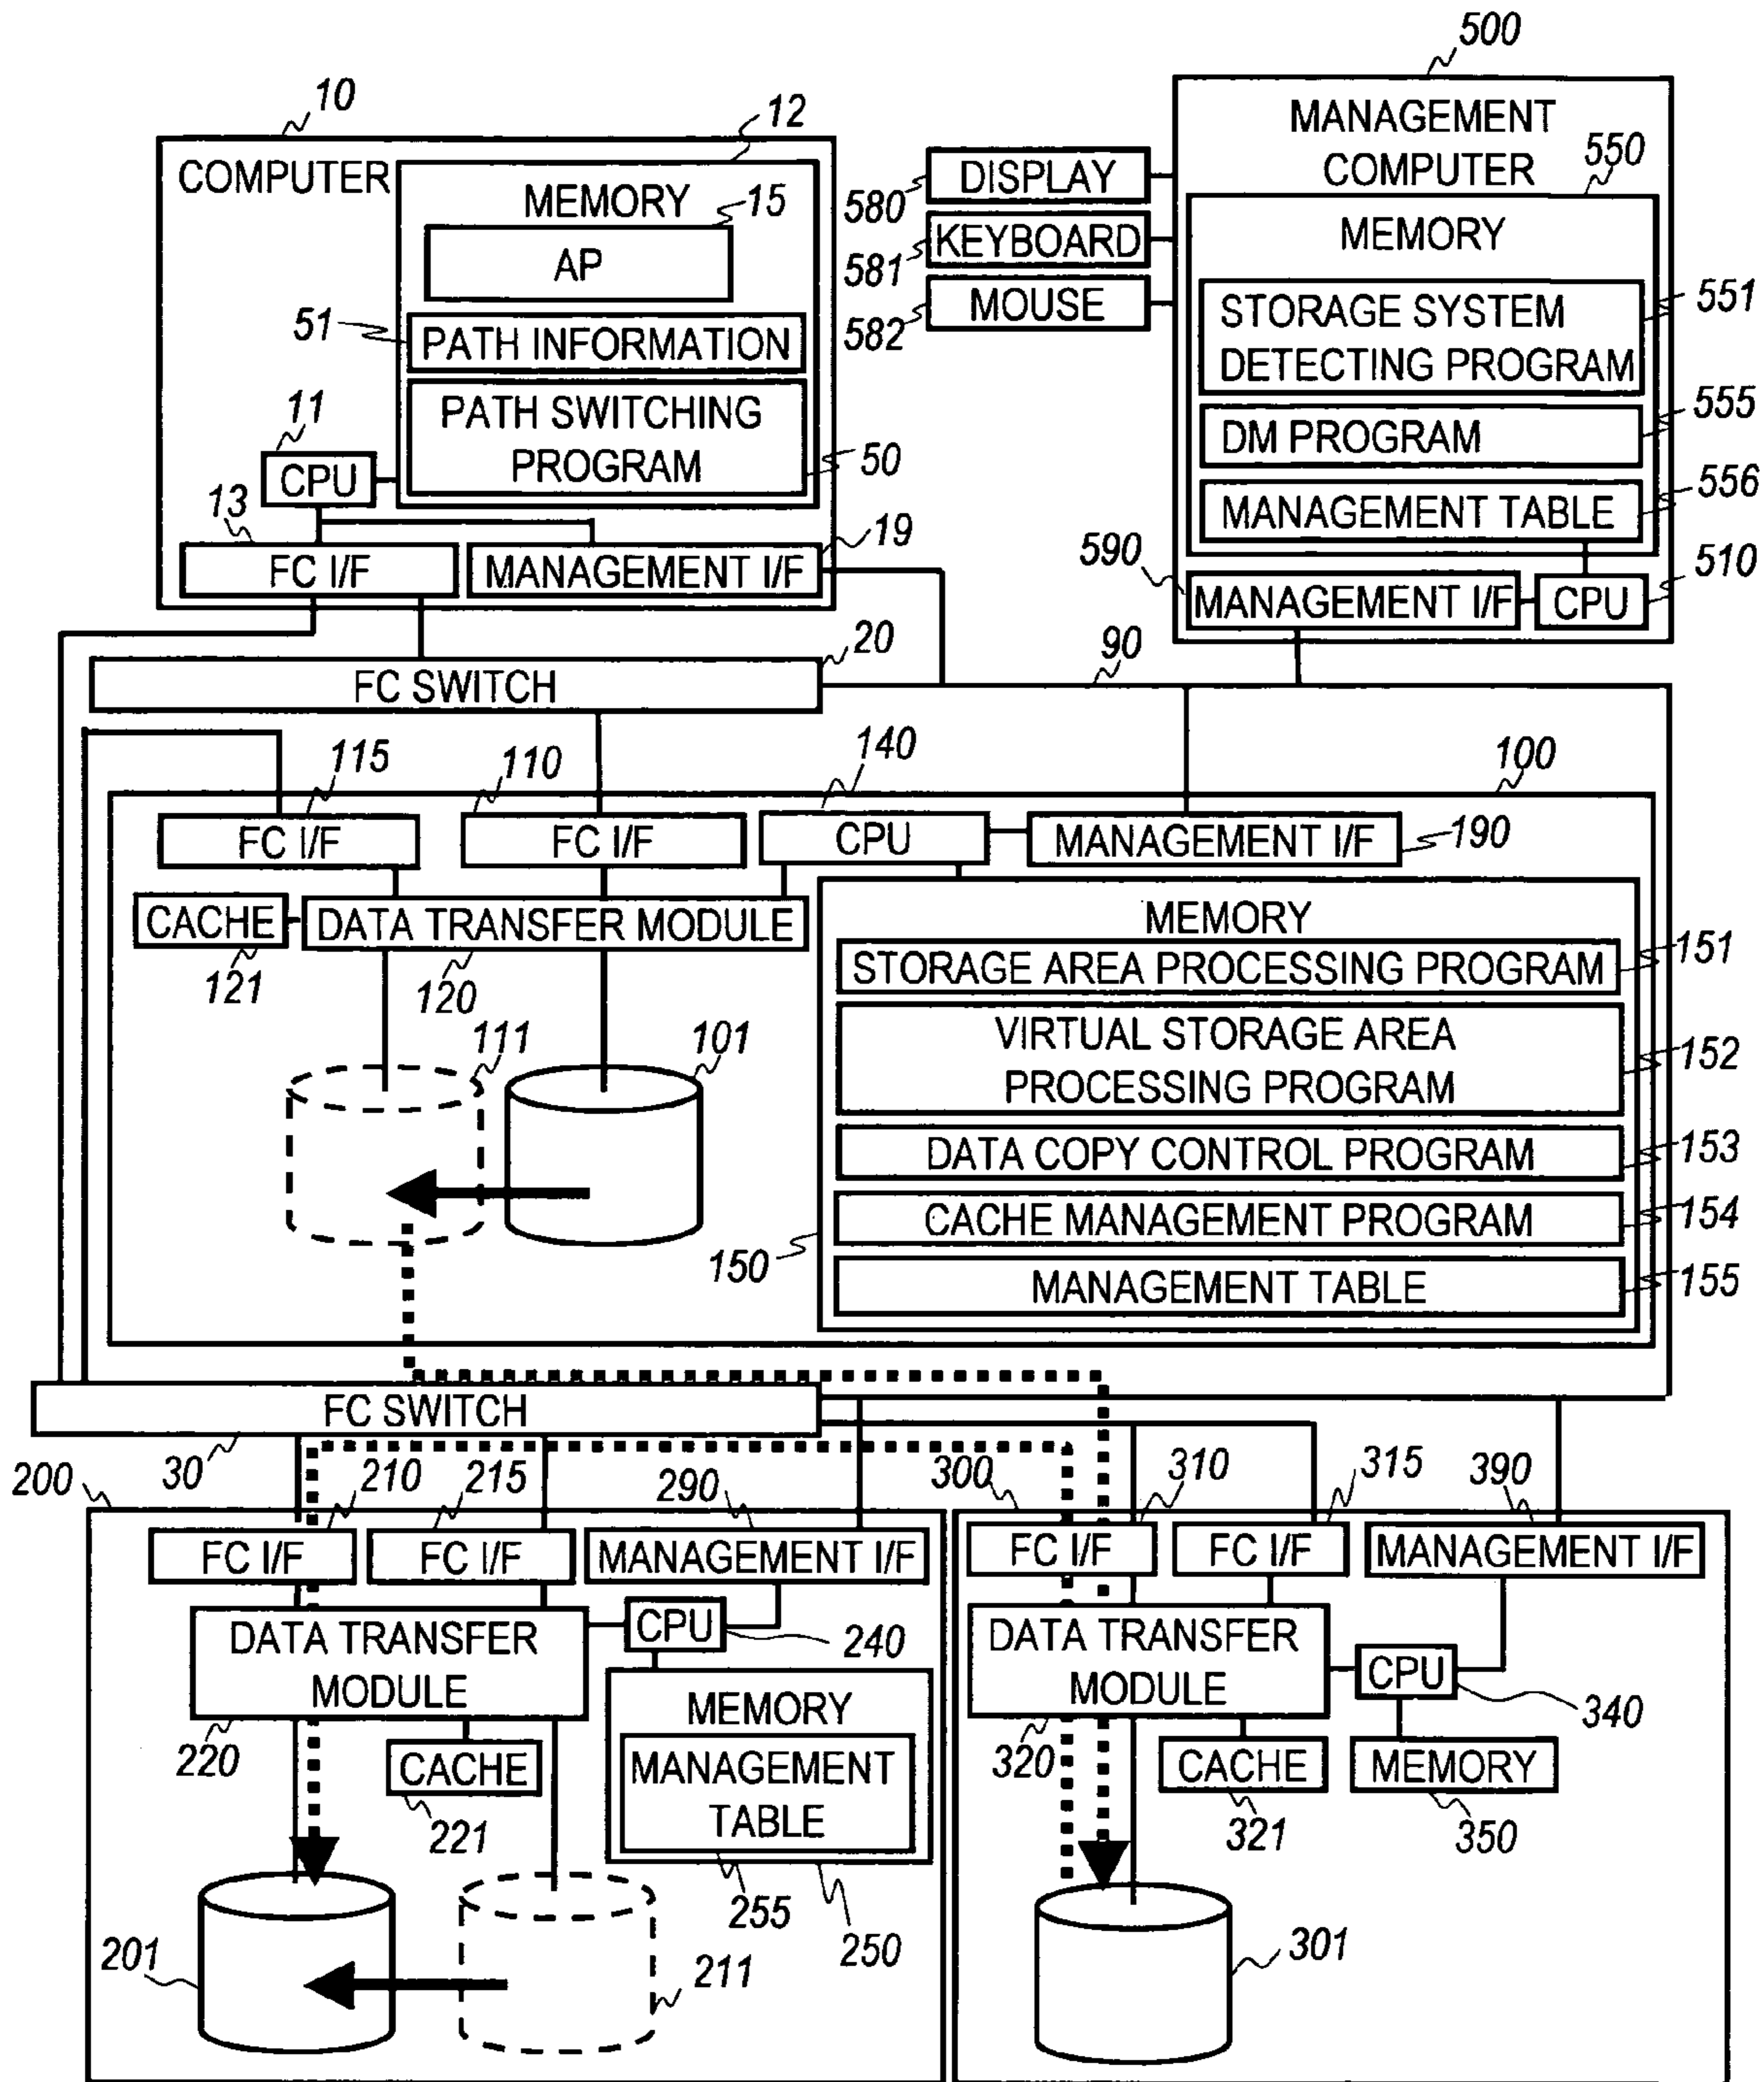 500
10
12
MANAGEMENT
COMPUTER
550
COMPUTER
MEMORY
15
AP
51
PATH INFORMATION
PATH SWITCHING
PROGRAM
50
11
CPU
13
FC I/F
MANAGEMENT I/F
19
DISPLAY
580
KEYBOARD
581
MOUSE
582
MEMORY
STORAGE SYSTEM
DETECTING PROGRAM
551
DM PROGRAM
555
MANAGEMENT TABLE
556
590
MANAGEMENT I/F
CPU
510
20
FC SWITCH
90
115
110
140
100
FC I/F
FC I/F
CPU
MANAGEMENT I/F
190
CACHE
121
DATA TRANSFER MODULE
120
MEMORY
STORAGE AREA PROCESSING PROGRAM
151
VIRTUAL STORAGE AREA
PROCESSING PROGRAM
152
DATA COPY CONTROL PROGRAM
153
CACHE MANAGEMENT PROGRAM
154
MANAGEMENT TABLE
155
150
111
101
FC SWITCH
30
200
210
215
290
300
310
315
390
FC I/F
FC I/F
MANAGEMENT I/F
FC I/F
FC I/F
MANAGEMENT I/F
DATA TRANSFER
MODULE
220
CPU
240
CACHE
221
MEMORY
MANAGEMENT
TABLE
255
250
201
211
DATA TRANSFER
MODULE
320
CPU
340
CACHE
321
MEMORY
350
301